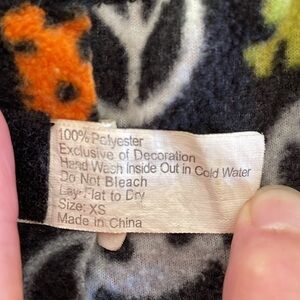 100% Polyester
Exclusive of Decoration
Hand Wash Inside Out in Cold Water
Do Not Bleach
Lay Flat to Dry
Size: XS
Made in China